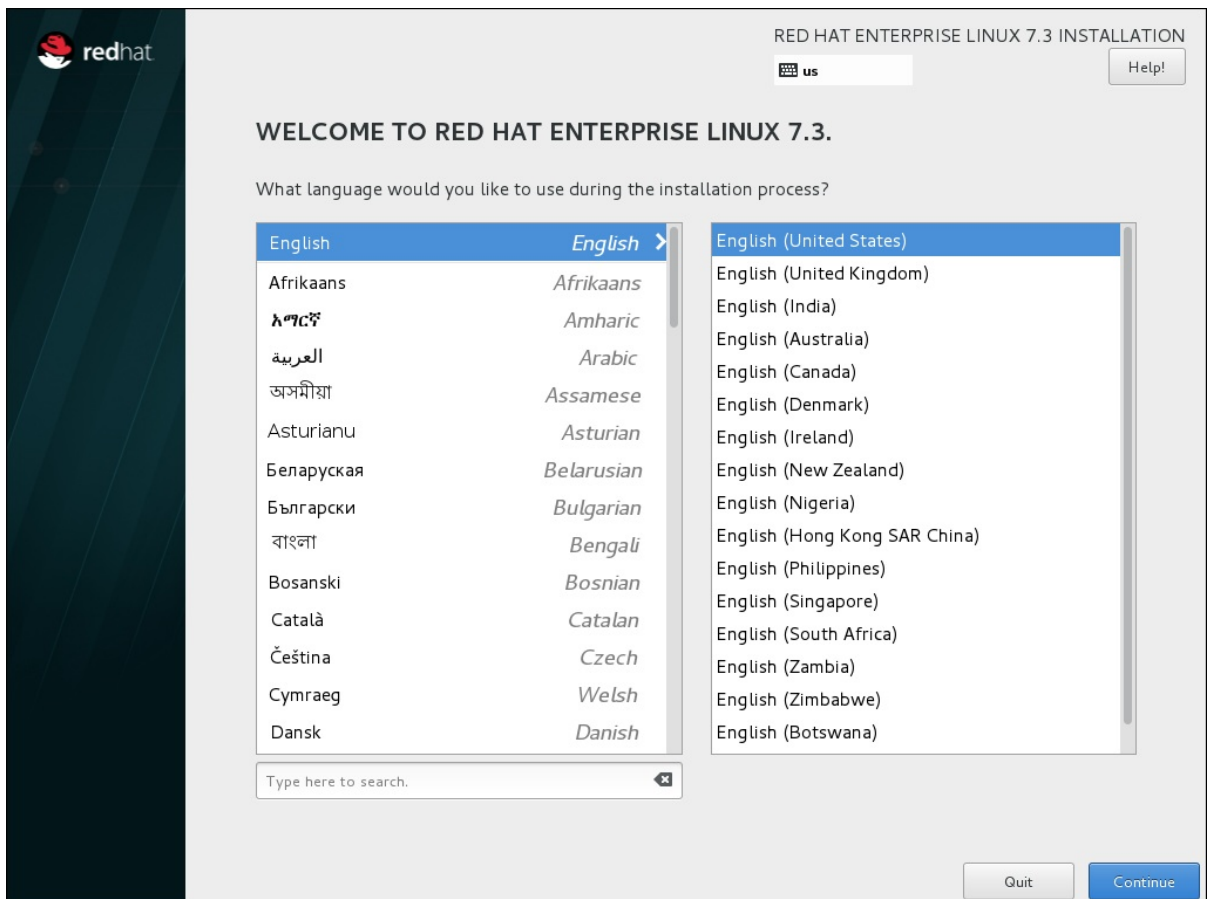 redhat
RED HAT ENTERPRISE LINUX 7.3 INSTALLATION
us
Help!
WELCOME TO RED HAT ENTERPRISE LINUX 7.3.
What language would you like to use during the installation process?
English English
Afrikaans Afrikaans
አማርኛ Amharic
العربية Arabic
অসমীয়া Assamese
Asturianu Asturian
Беларуская Belarusian
Български Bulgarian
বাংলা Bengali
Bosanski Bosnian
Català Catalan
Čeština Czech
Cymraeg Welsh
Dansk Danish
Type here to search.
English (United States)
English (United Kingdom)
English (India)
English (Australia)
English (Canada)
English (Denmark)
English (Ireland)
English (New Zealand)
English (Nigeria)
English (Hong Kong SAR China)
English (Philippines)
English (Singapore)
English (South Africa)
English (Zambia)
English (Zimbabwe)
English (Botswana)
Quit
Continue